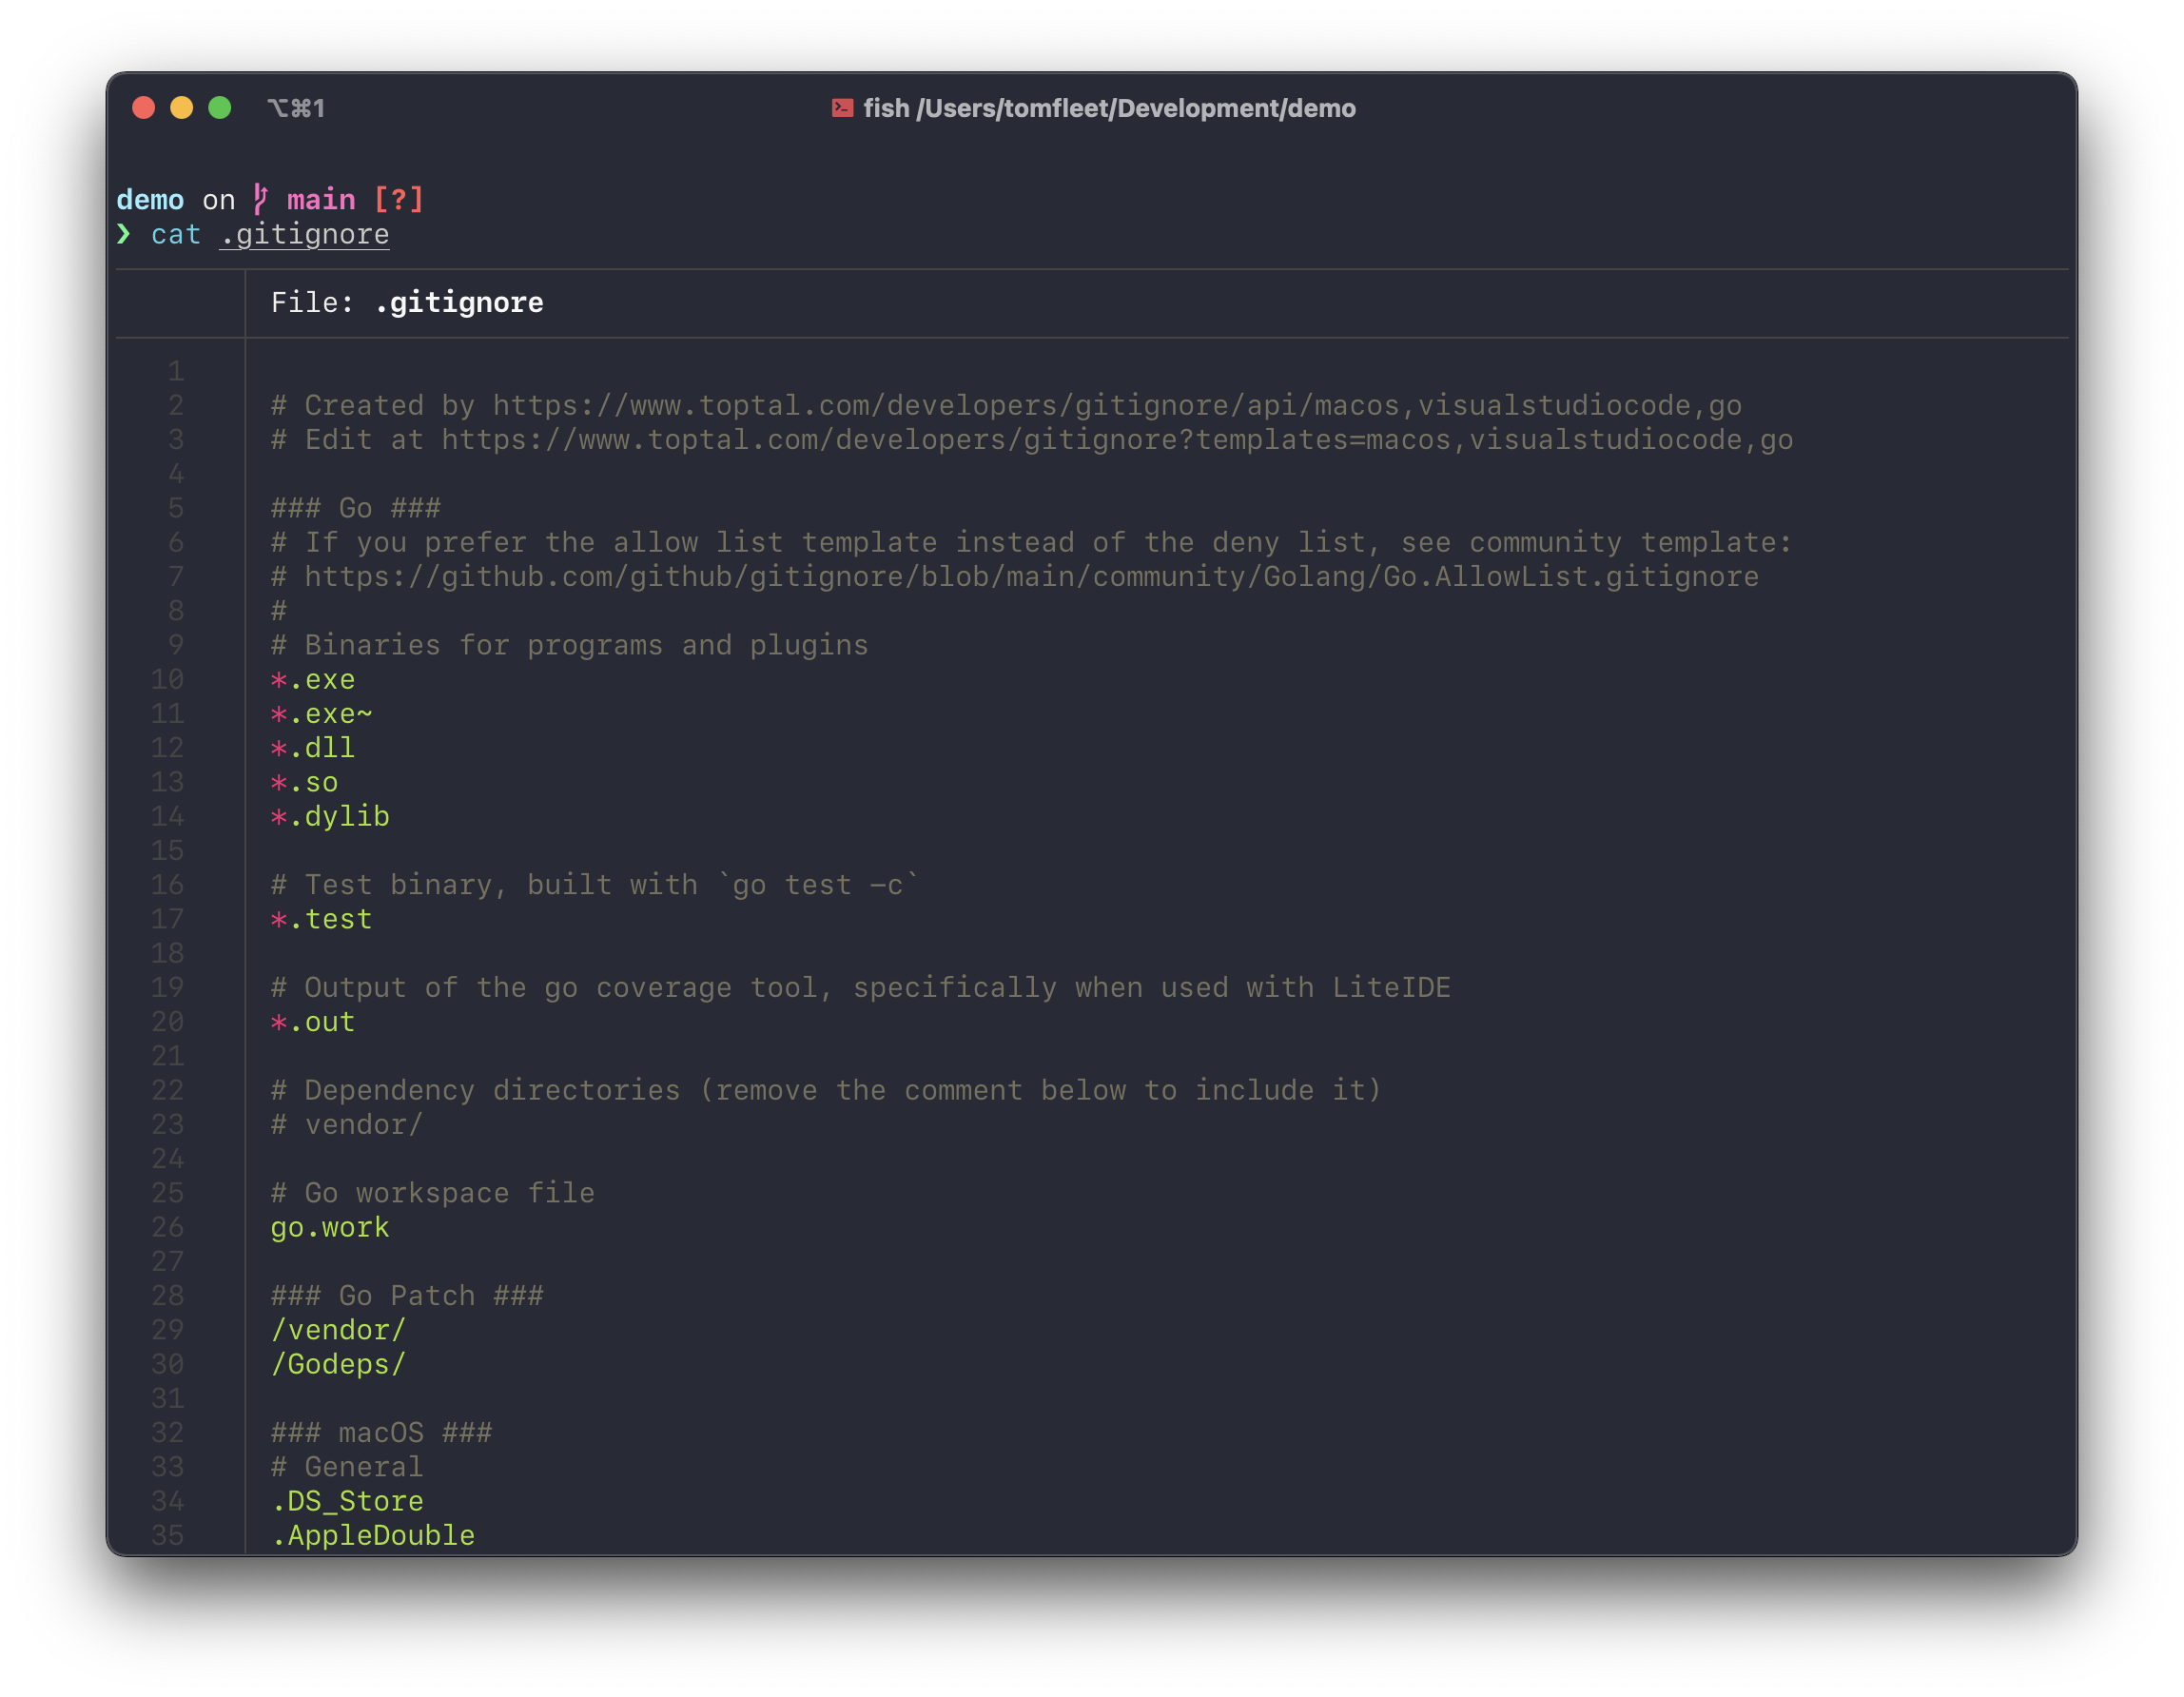 ⌥⌘1 fish /Users/tomfleet/Development/demo
demo on main [?]
❯ cat .gitignore
File: .gitignore
1
2 # Created by https://www.toptal.com/developers/gitignore/api/macos,visualstudiocode,go
3 # Edit at https://www.toptal.com/developers/gitignore?templates=macos,visualstudiocode,go
4
5 ### Go ###
6 # If you prefer the allow list template instead of the deny list, see community template:
7 # https://github.com/github/gitignore/blob/main/community/Golang/Go.AllowList.gitignore
8 #
9 # Binaries for programs and plugins
10 *.exe
11 *.exe~
12 *.dll
13 *.so
14 *.dylib
15
16 # Test binary, built with `go test -c`
17 *.test
18
19 # Output of the go coverage tool, specifically when used with LiteIDE
20 *.out
21
22 # Dependency directories (remove the comment below to include it)
23 # vendor/
24
25 # Go workspace file
26 go.work
27
28 ### Go Patch ###
29 /vendor/
30 /Godeps/
31
32 ### macOS ###
33 # General
34 .DS_Store
35 .AppleDouble